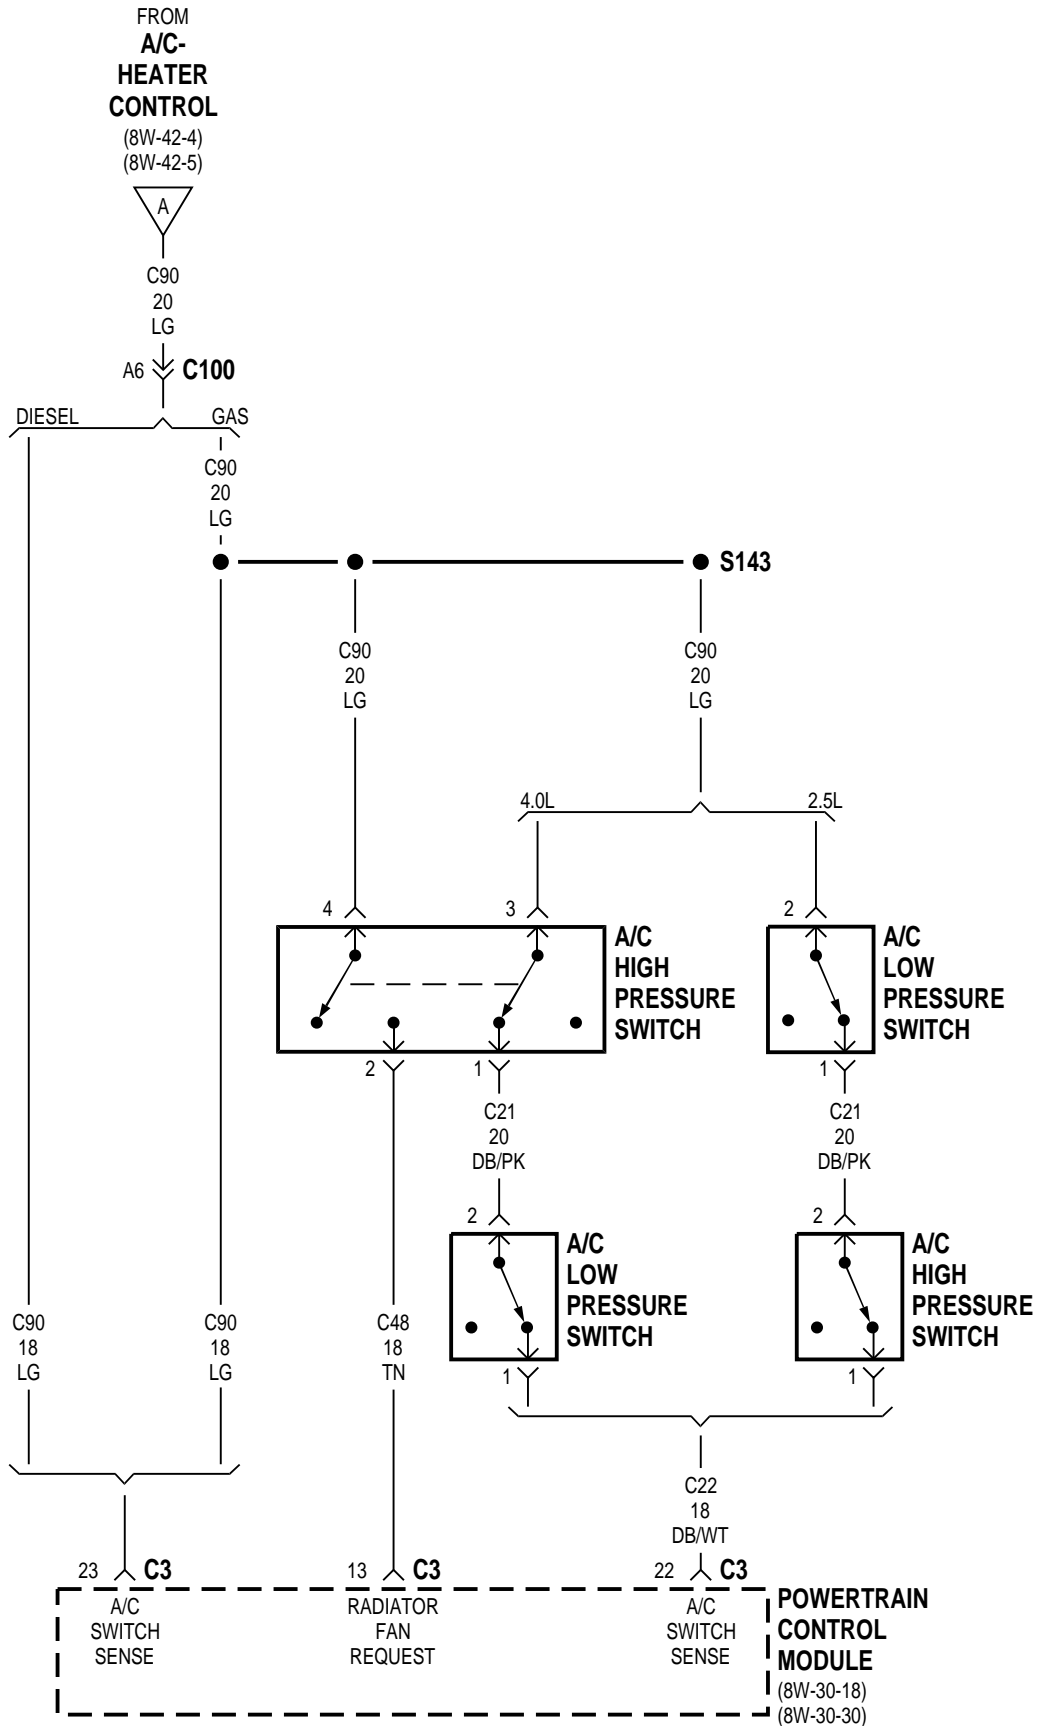 FROM
A/C-
HEATER
CONTROL
(8W-42-4)
(8W-42-5)
A
C90
20
LG
A6
C100
DIESEL
GAS
C90
20
LG
S143
C90
20
LG
C90
20
LG
4.0L
2.5L
4
3
A/C
HIGH
PRESSURE
SWITCH
2
A/C
LOW
PRESSURE
SWITCH
2
1
1
C21
20
DB/PK
C21
20
DB/PK
2
A/C
LOW
PRESSURE
SWITCH
2
A/C
HIGH
PRESSURE
SWITCH
C90
18
LG
C90
18
LG
C48
18
TN
1
1
C22
18
DB/WT
23
C3
13
C3
22
C3
A/C
SWITCH
SENSE
RADIATOR
FAN
REQUEST
A/C
SWITCH
SENSE
POWERTRAIN
CONTROL
MODULE
(8W-30-18)
(8W-30-30)